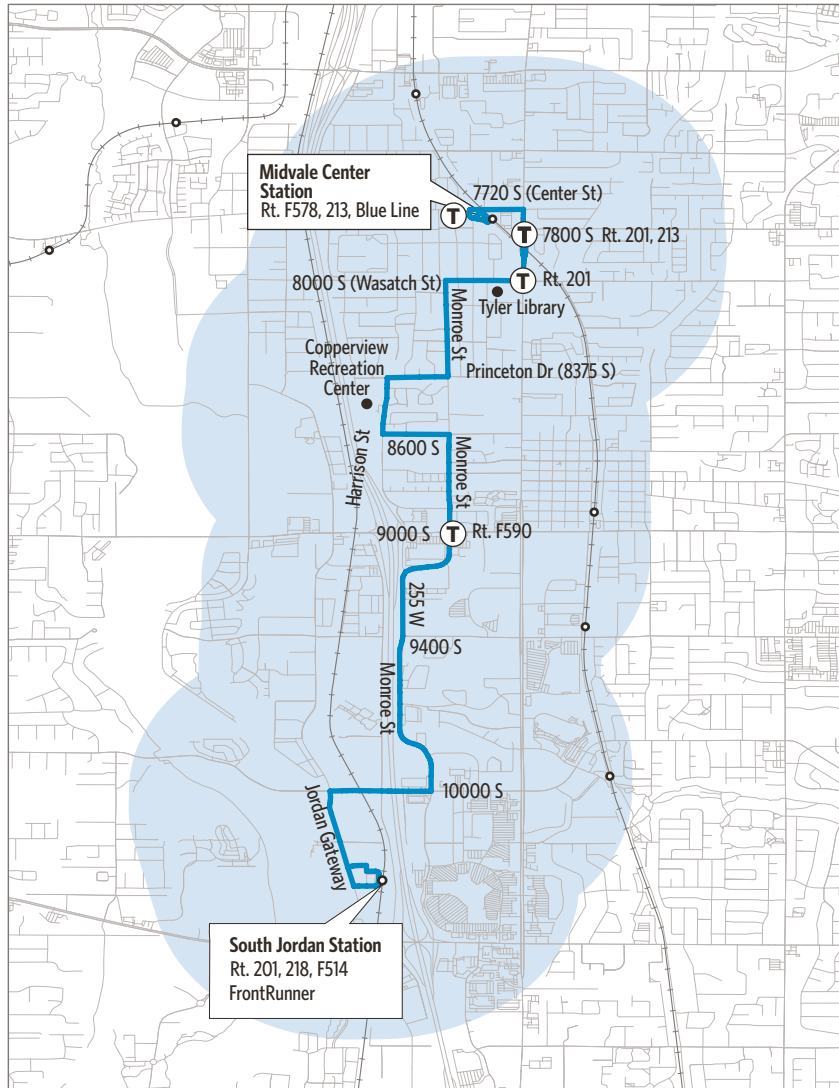 Midvale Center
Station
Rt. F578, 213, Blue Line
7720 S (Center St)
T
T
7800 S Rt. 201, 213
8000 S (Wasatch St)
T
Rt. 201
Tyler Library
Monroe St
Copperview
Recreation
Center
Princeton Dr (8375 S)
8600 S
Harrison St
Monroe St
9000 S
T
Rt. F590
255 W
9400 S
Monroe St
10000 S
Jordan Gateway
South Jordan Station
Rt. 201, 218, F514
FrontRunner